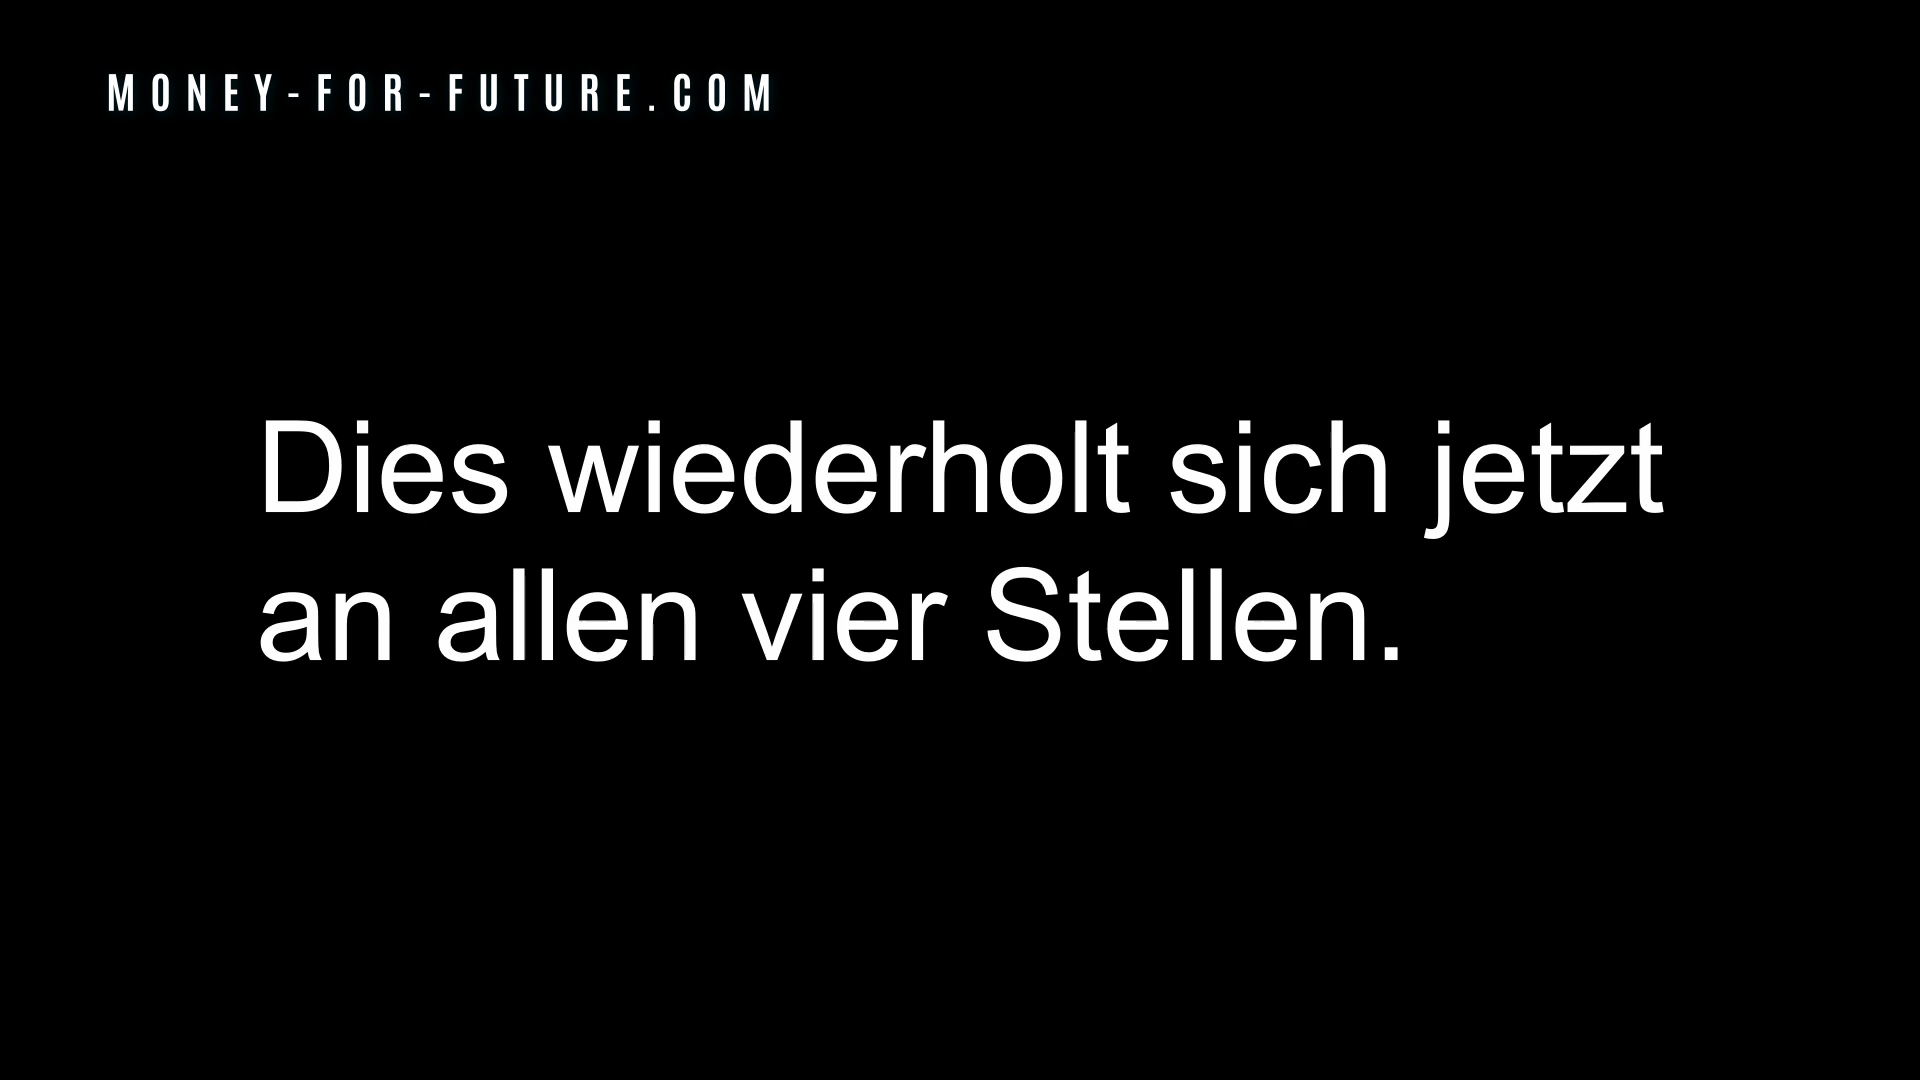 MONEY-FOR-FUTURE.COM
Dies wiederholt sich jetzt
an allen vier Stellen.